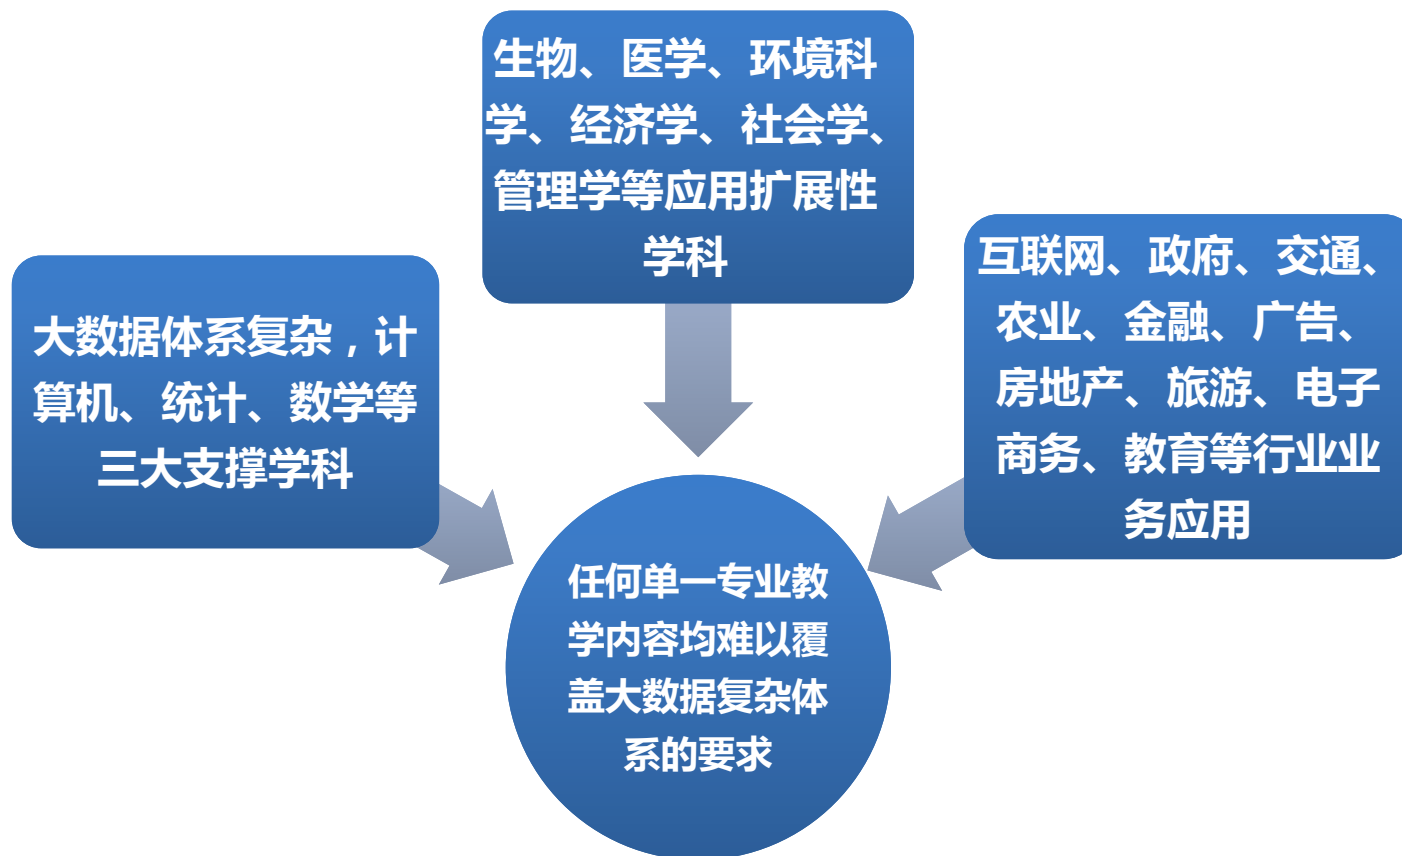 生物、医学、环境科
学、经济学、社会学、
管理学等应用扩展性
学科
大数据体系复杂，计
算机、统计、数学等
三大支撑学科
互联网、政府、交通、
农业、金融、广告、
房地产、旅游、电子
商务、教育等行业业
务应用
任何单一专业教
学内容均难以覆
盖大数据复杂体
系的要求